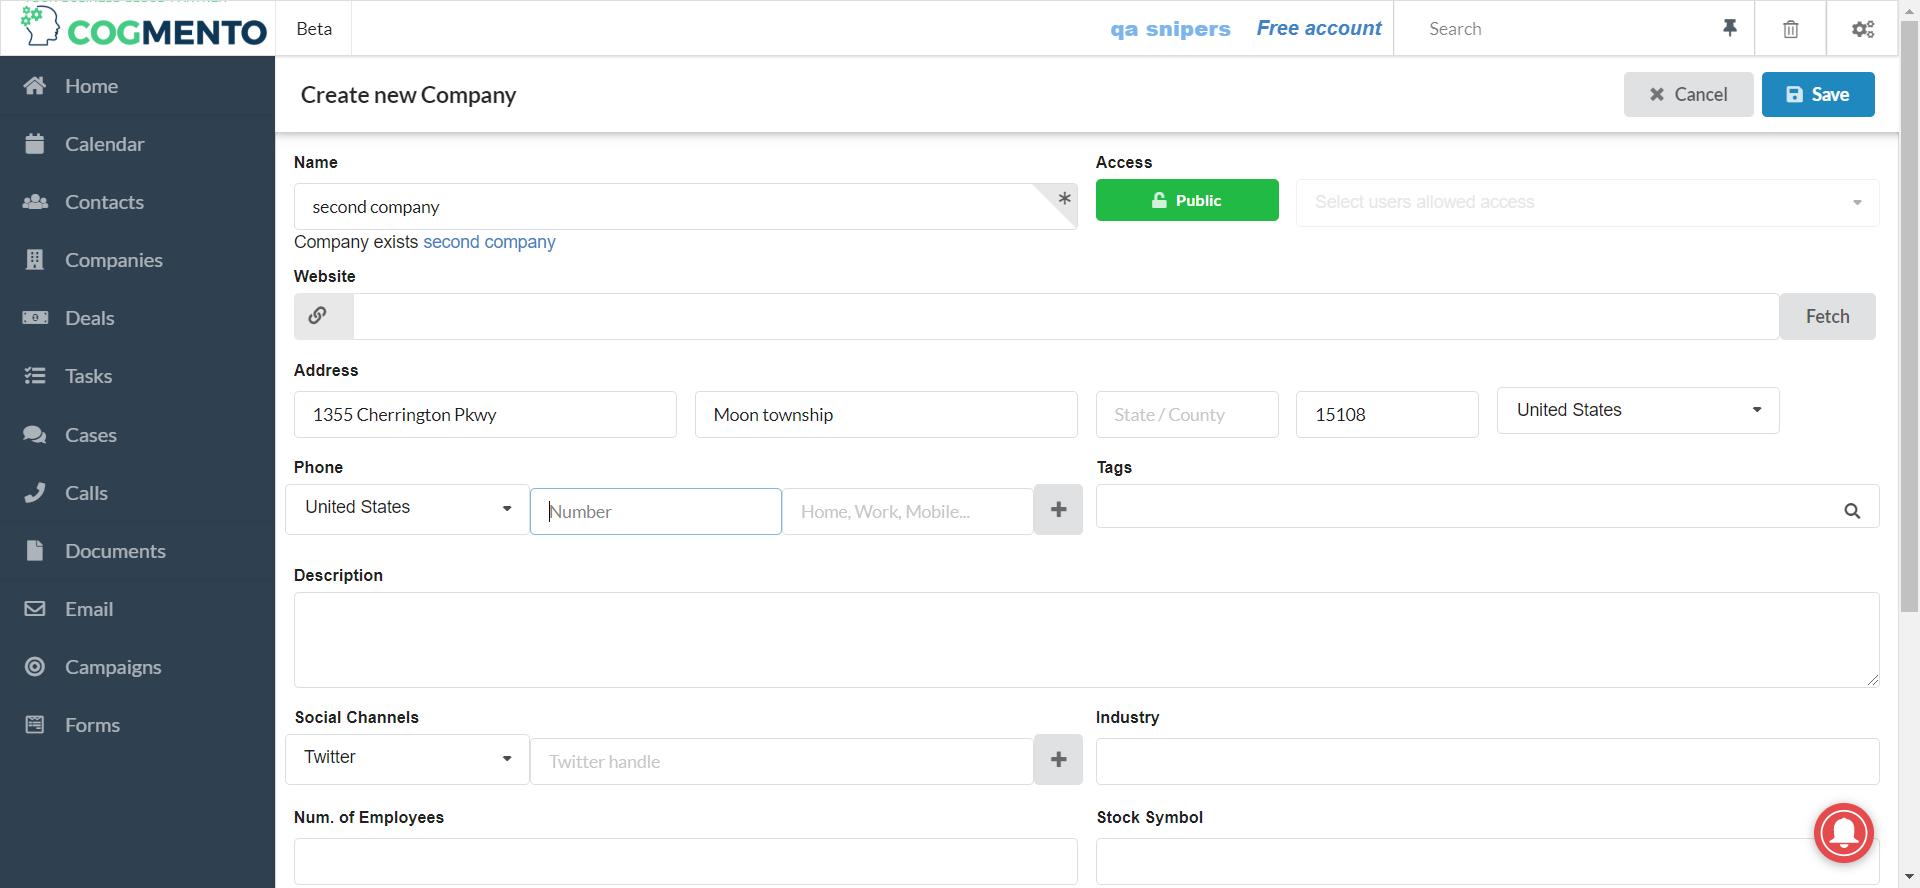 COGMENTO
Beta
qa snipers
Free account
Search
Home
Calendar
Contacts
Companies
Deals
Tasks
Cases
Calls
Documents
Email
Campaigns
Forms
Create new Company
Cancel
Save
Name
Access
second company
*
Public
Select users allowed access
Company exists second company
Website
Fetch
Address
1355 Cherrington Pkwy
Moon township
State / County
15108
United States
Phone
Tags
United States
Number
Home, Work, Mobile...
Description
Social Channels
Industry
Twitter
Twitter handle
Num. of Employees
Stock Symbol